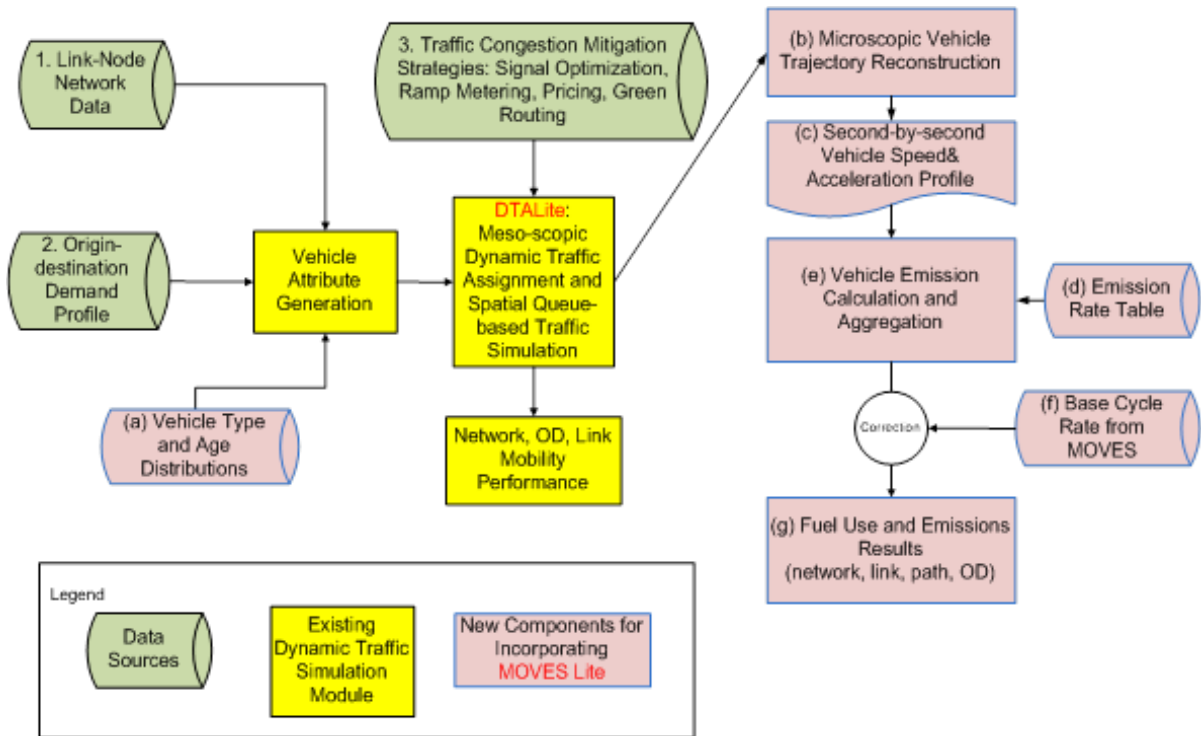 1. Link-Node
Network
Data
2. Origin-
destination
Demand
Profile
(a) Vehicle Type
and Age
Distributions
Vehicle
Attribute
Generation
3. Traffic Congestion Mitigation
Strategies: Signal Optimization,
Ramp Metering, Pricing, Green
Routing
DTALite:
Meso-scopic
Dynamic Traffic
Assignment and
Spatial Queue-
based Traffic
Simulation
Network, OD, Link
Mobility
Performance
(b) Microscopic Vehicle
Trajectory Reconstruction
(c) Second-by-second
Vehicle Speed&
Acceleration Profile
(e) Vehicle Emission
Calculation and
Aggregation
(d) Emission
Rate Table
Correction
(f) Base Cycle
Rate from
MOVES
(g) Fuel Use and Emissions
Results
(network, link, path, OD)
Legend
Data
Sources
Existing
Dynamic Traffic
Simulation
Module
New Components for
Incorporating
MOVES Lite